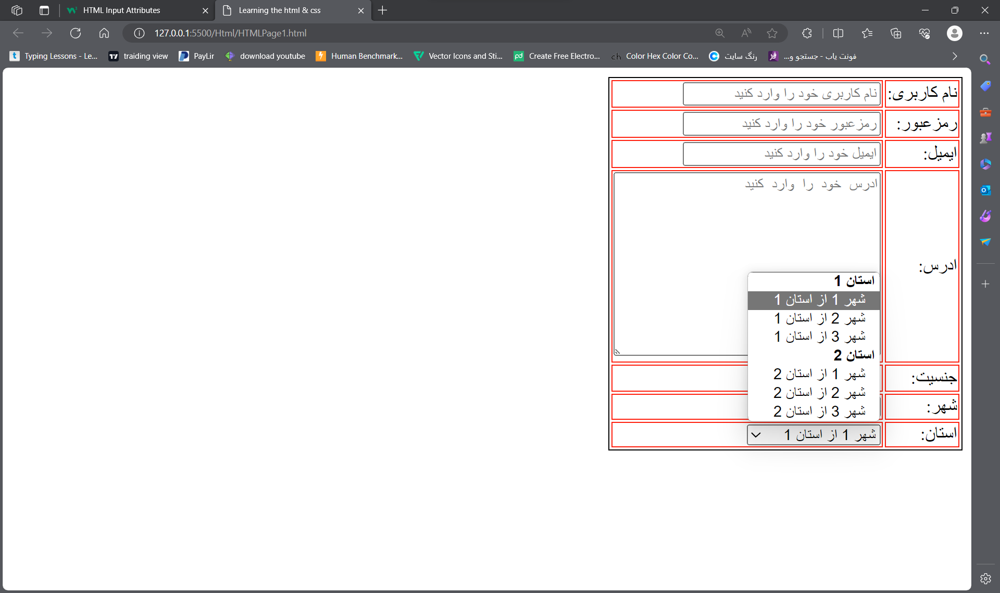 HTML Input Attributes
Learning the html & css
127.0.0.1:5500/Html/HTMLPage1.html
Typing Lessons - Le...
traiding view
PayLir
download youtube
Human Benchmark...
Vector Icons and Sti...
Create Free Electro...
Color Hex Color Co...
رنگ سایت
فونت یاب - جستجو و...
نام کاربری: نام کاربری خود را وارد کنید
رمزعبور: رمزعبور خود را وارد کنید
ایمیل: ایمیل خود را وارد کنید
ادرس خود را وارد کنید
ادرس:
استان 1
شهر 1 از استان 1
شهر 2 از استان 1
شهر 3 از استان 1
استان 2
شهر 1 از استان 2
شهر 2 از استان 2
شهر 3 از استان 2
جنسیت:
شهر:
استان: شهر 1 از استان 1